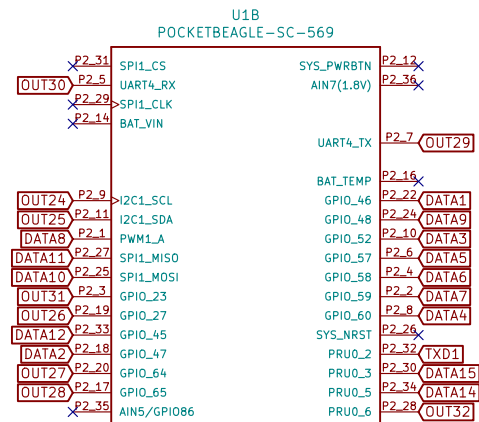 U1B
POCKETBEAGLE-SC-569
P2_31 SPI1_CS SYS_PWRBTN P2_12
OUT30 P2_5 UART4_RX AIN7(1.8V) P2_36
P2_29 SPI1_CLK
P2_14 BAT_VIN
UART4_TX P2_7 OUT29
BAT_TEMP P2_16
OUT24 P2_9 I2C1_SCL GPIO_46 P2_22 DATA1
OUT25 P2_11 I2C1_SDA GPIO_48 P2_24 DATA9
DATA8 P2_1 PWM1_A GPIO_52 P2_10 DATA3
DATA11 P2_27 SPI1_MISO GPIO_57 P2_6 DATA5
DATA10 P2_25 SPI1_MOSI GPIO_58 P2_4 DATA6
OUT31 P2_3 GPIO_23 GPIO_59 P2_2 DATA7
OUT26 P2_19 GPIO_27 GPIO_60 P2_8 DATA4
DATA12 P2_33 GPIO_45 SYS_NRST P2_26
DATA2 P2_18 GPIO_47 PRU0_2 P2_32 TXD1
OUT27 P2_20 GPIO_64 PRU0_3 P2_30 DATA15
OUT28 P2_17 GPIO_65 PRU0_5 P2_34 DATA14
P2_35 AIN5/GPIO86 PRU0_6 P2_28 OUT32